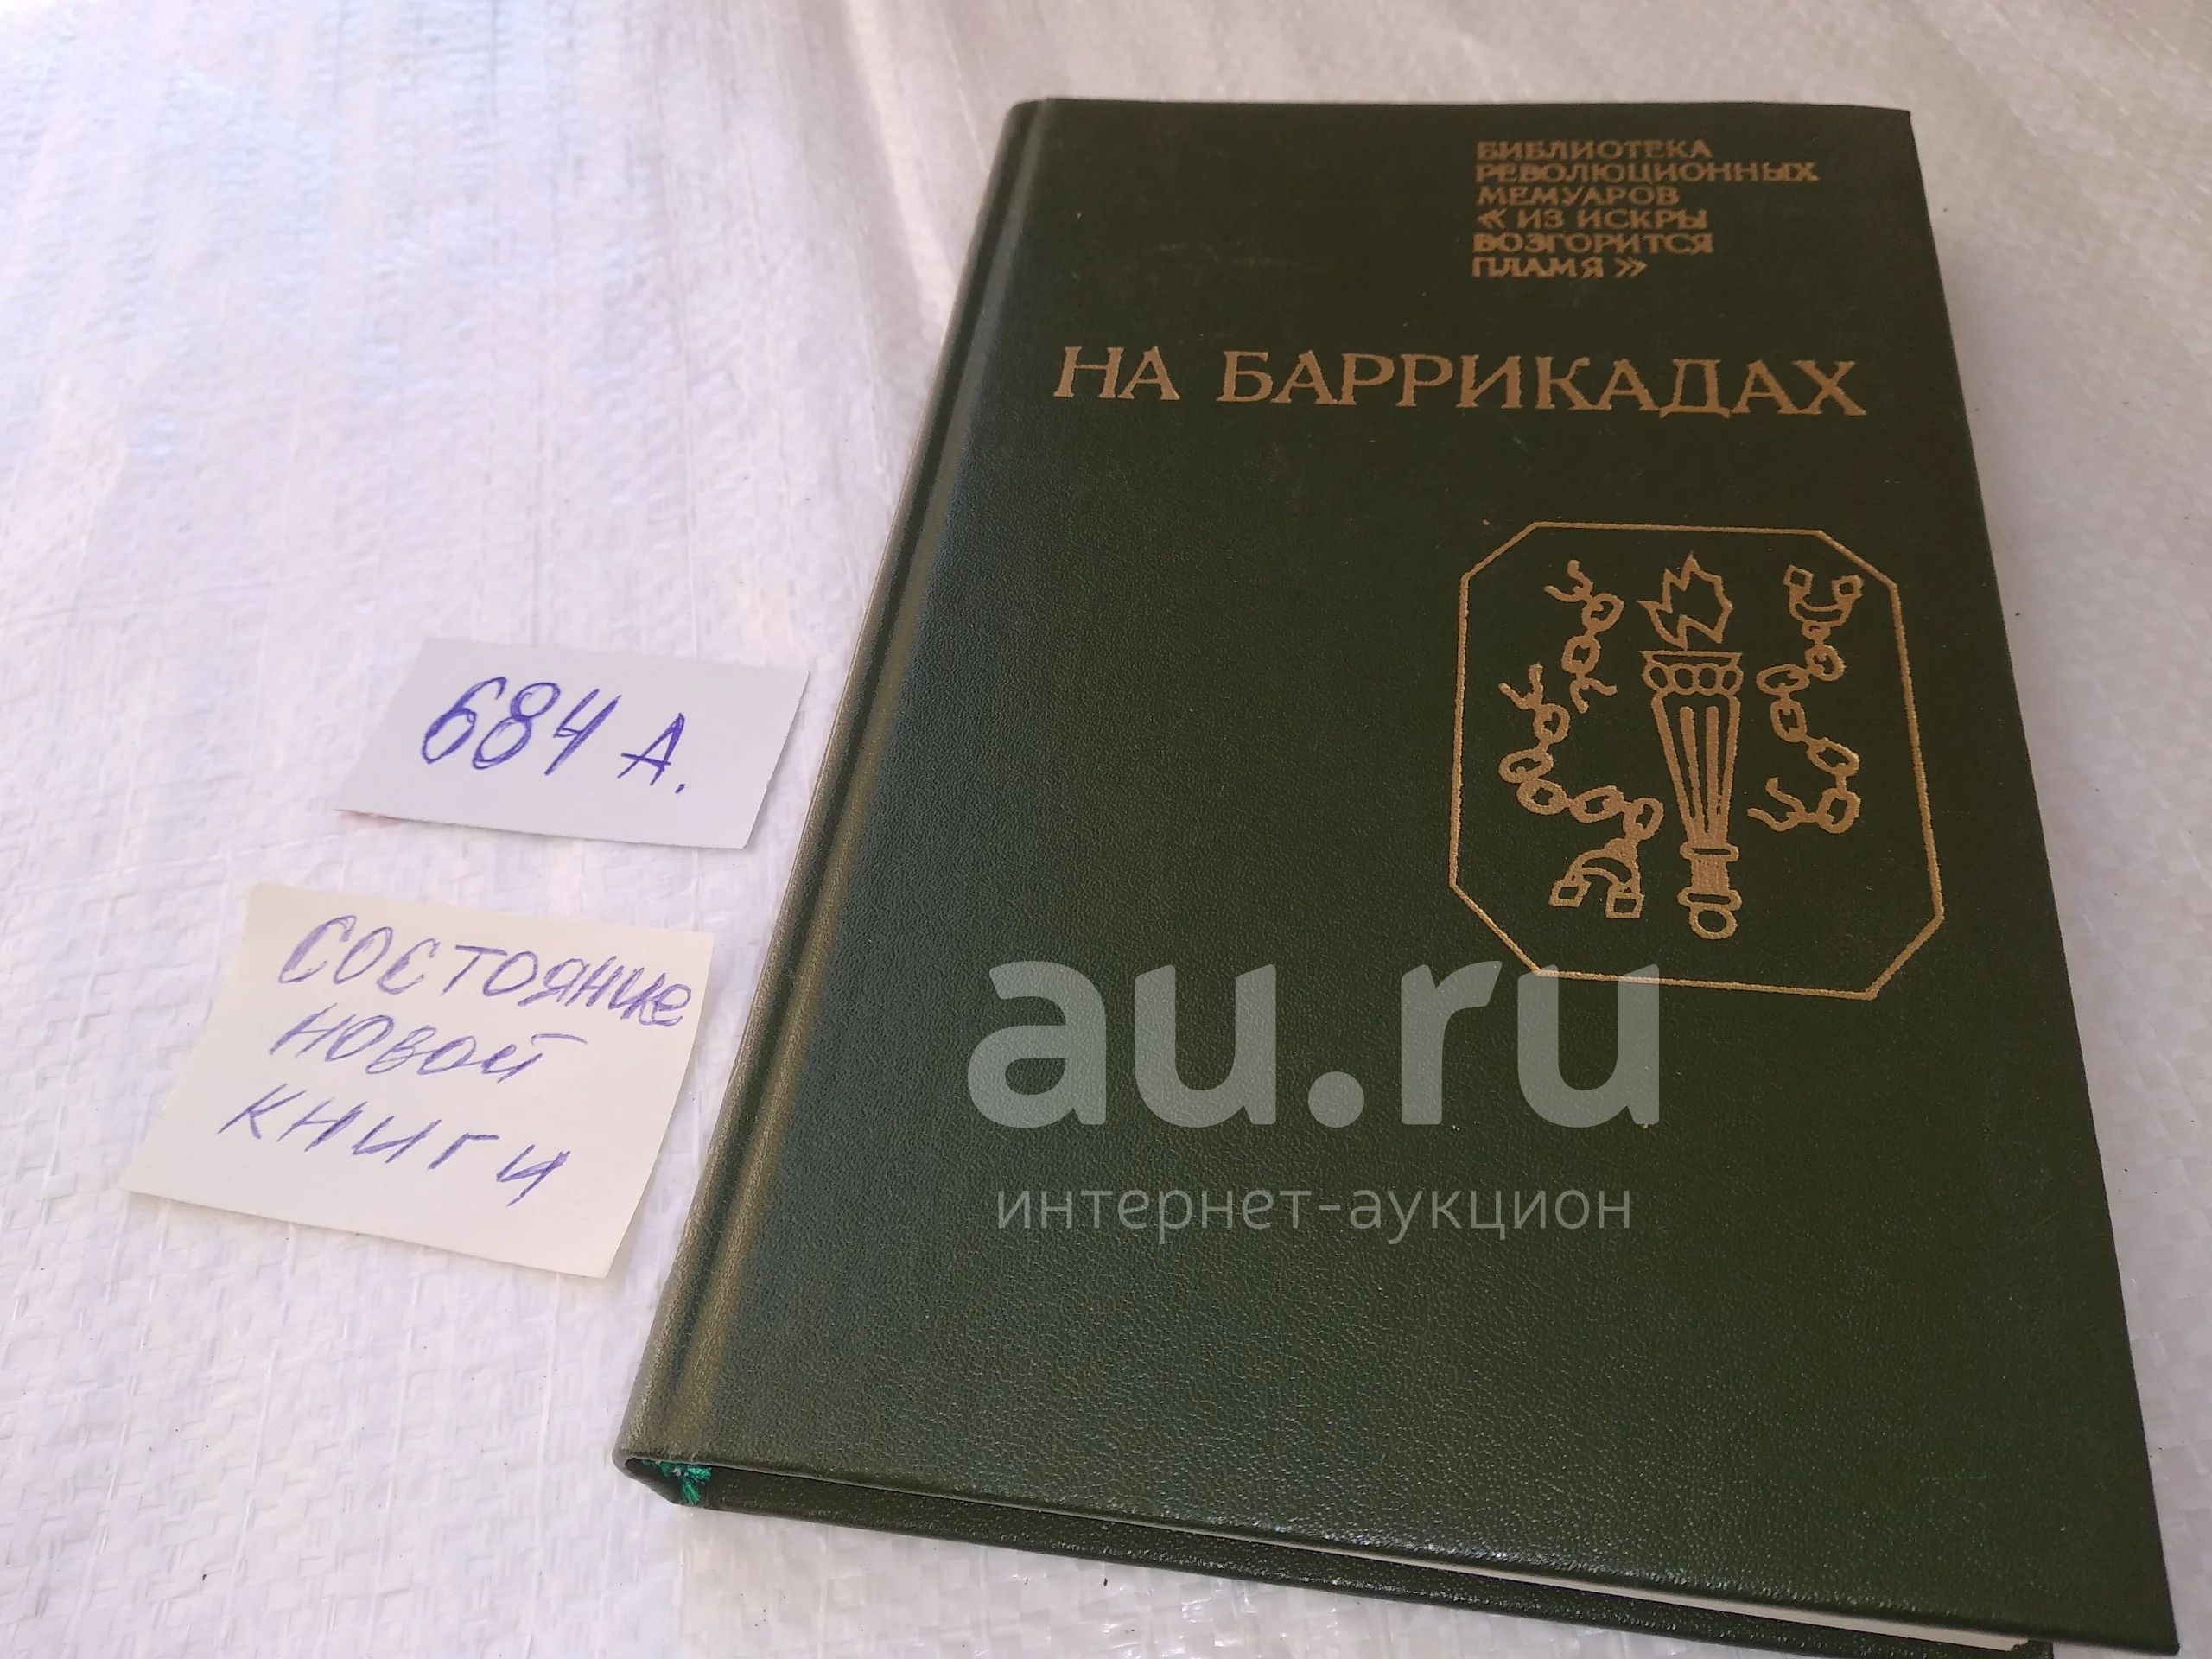 БИБЛИОТЕКА
РЕВОЛЮЦИОННЫХ
МЕМУАРОВ
«ИЗ ИСКРЫ
ВОЗГОРИТСЯ
ПЛАМЯ»
НА БАРРИКАДАХ
684 А.
СОСТОЯНИЕ
НОВОЙ
КНИГИ
au.ru
интернет-аукцион